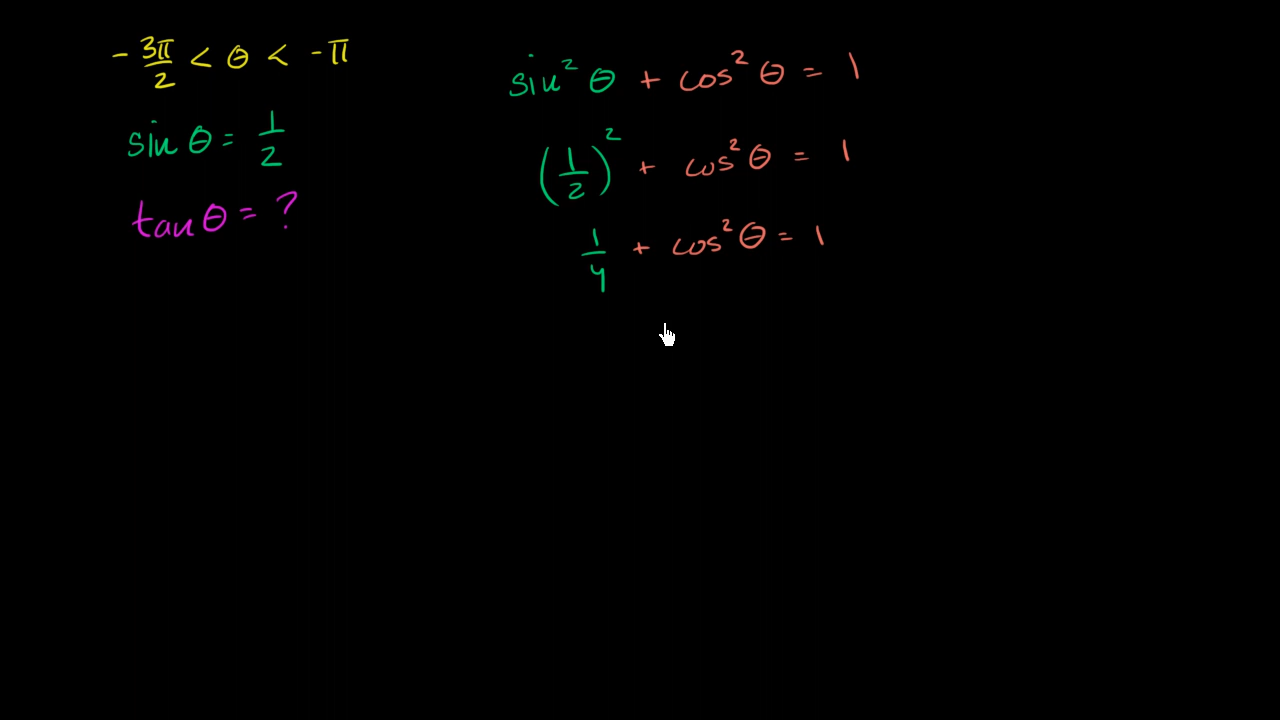 -3π/2 < θ < -π
sin θ = 1/2
tan θ = ?
sin² θ + cos² θ = 1
(1/2)² + cos² θ = 1
1/4 + cos² θ = 1